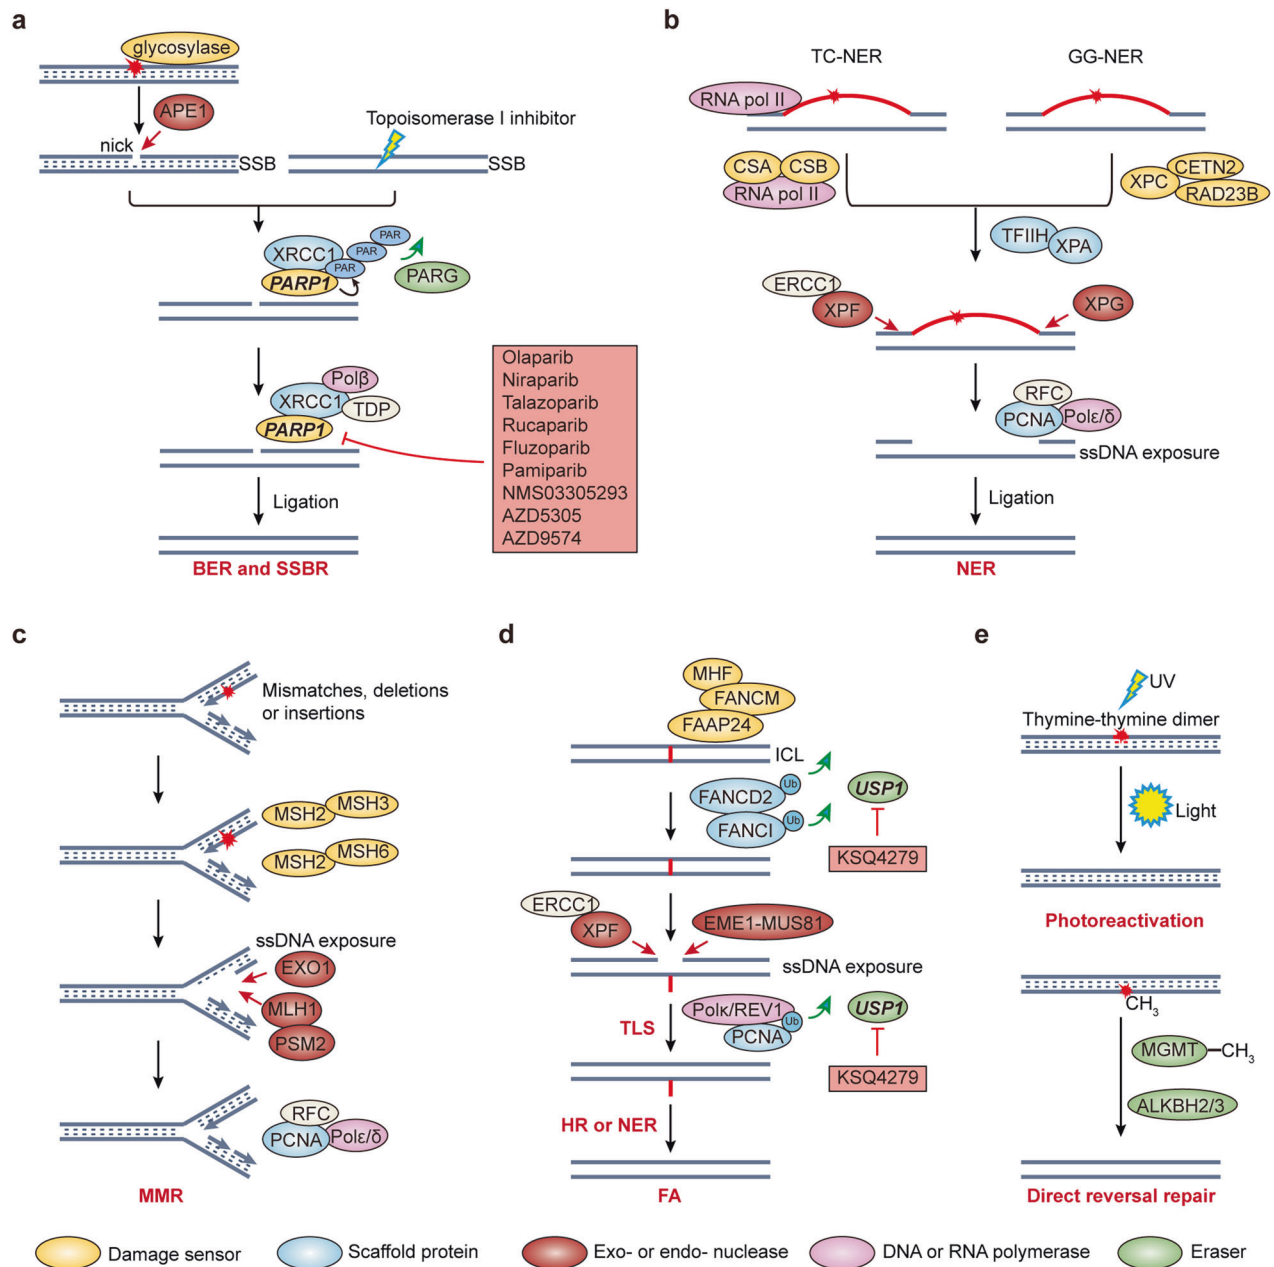 a
glycosylase
APE1
nick
SSB
Topoisomerase I inhibitor
SSB
XRCC1
PAR
PAR
PAR
PARP1
PARG
Polβ
XRCC1
TDP
PARP1
Olaparib
Niraparib
Talazoparib
Rucaparib
Fluzoparib
Pamiparib
NMS03305293
AZD5305
AZD9574
Ligation
BER and SSBR
b
TC-NER
GG-NER
RNA pol II
CSA
CSB
RNA pol II
XPC
CETN2
RAD23B
TFIIH
XPA
ERCC1
XPF
XPG
RFC
PCNA
Polε/δ
ssDNA exposure
Ligation
NER
c
Mismatches, deletions
or insertions
MSH2
MSH3
MSH2
MSH6
ssDNA exposure
EXO1
MLH1
PSM2
RFC
PCNA
Polε/δ
MMR
d
MHF
FANCM
FAAP24
ICL
FANCD2
Ub
FANCI
Ub
USP1
KSQ4279
ERCC1
XPF
EME1-MUS81
ssDNA exposure
TLS
Polκ/REV1
Ub
PCNA
USP1
KSQ4279
HR or NER
FA
e
UV
Thymine-thymine dimer
Light
Photoreactivation
CH3
MGMT
CH3
ALKBH2/3
Direct reversal repair
Damage sensor
Scaffold protein
Exo- or endo- nuclease
DNA or RNA polymerase
Eraser